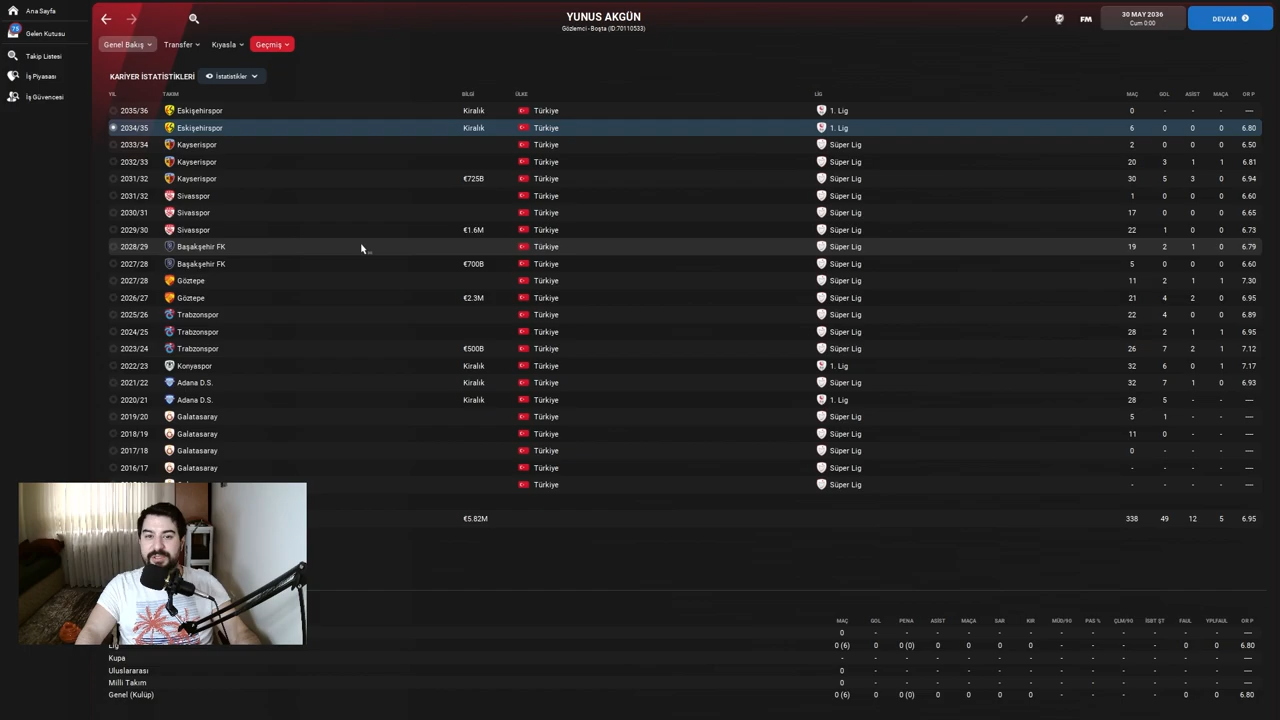 Ana Sayfa
75
Gelen Kutusu
Takip Listesi
İş Piyasası
İş Güvencesi
YUNUS AKGÜN
Gözlemci - Boşta (ID:70110533)
FM
30 MAY 2036
Cum 0:00
DEVAM
Genel Bakış Transfer Kıyasla Geçmiş
KARİYER İSTATİSTİKLERİ İstatistikler
YIL TAKIM BİLGİ ÜLKE LİG MAÇ GOL ASİST MAÇA OR P
2035/36 Eskişehirspor Kiralık Türkiye 1. Lig 0 - - - ---
2034/35 Eskişehirspor Kiralık Türkiye 1. Lig 6 0 0 0 6.80
2033/34 Kayserispor Türkiye Süper Lig 2 0 0 0 6.50
2032/33 Kayserispor Türkiye Süper Lig 20 3 1 1 6.81
2031/32 Kayserispor €725B Türkiye Süper Lig 30 5 3 1 6.94
2031/32 Sivasspor Türkiye Süper Lig 1 0 0 0 6.60
2030/31 Sivasspor Türkiye Süper Lig 17 0 0 0 6.65
2029/30 Sivasspor €1.6M Türkiye Süper Lig 22 1 0 0 6.73
2028/29 Başakşehir FK Türkiye Süper Lig 19 2 1 0 6.79
2027/28 Başakşehir FK €700B Türkiye Süper Lig 5 0 0 0 6.60
2027/28 Göztepe Türkiye Süper Lig 11 2 1 1 7.30
2026/27 Göztepe €2.3M Türkiye Süper Lig 21 4 0 0 6.95
2025/26 Trabzonspor Türkiye Süper Lig 22 4 0 0 6.89
2024/25 Trabzonspor Türkiye Süper Lig 28 2 1 1 6.95
2023/24 Trabzonspor €500B Türkiye Süper Lig 26 7 2 1 7.12
2022/23 Konyaspor Kiralık Türkiye 1. Lig 32 6 0 1 7.17
2021/22 Adana D.S. Kiralık Türkiye Süper Lig 32 7 1 0 6.93
2020/21 Adana D.S. Kiralık Türkiye 1. Lig 28 5 - - ---
2019/20 Galatasaray Türkiye Süper Lig 5 1 - - ---
2018/19 Galatasaray Türkiye Süper Lig 11 0 - - ---
2017/18 Galatasaray Türkiye Süper Lig 0 - - - ---
2016/17 Galatasaray Türkiye Süper Lig - - - - ---
Türkiye Süper Lig - - - - ---
€5.82M 338 49 12 5 6.95
MAÇ GOL PENA ASİST MAÇA SAR KIR MÜD/90 PAS % ÇLM/90 İSBT ŞT FAUL YPLFAUL OR P
0 - - - - - - - - - - - - ---
Lig 0 (6) 0 0 (0) 0 0 0 0 - - - - 0 0 6.80
Kupa - - - - - - - - - - - - - ---
Uluslararası 0 - - - - - - - - - - - - ---
Milli Takım 0 - - - - - - - - - - - - ---
Genel (Kulüp) 0 (6) 0 0 (0) 0 0 0 0 - - - - 0 0 6.80